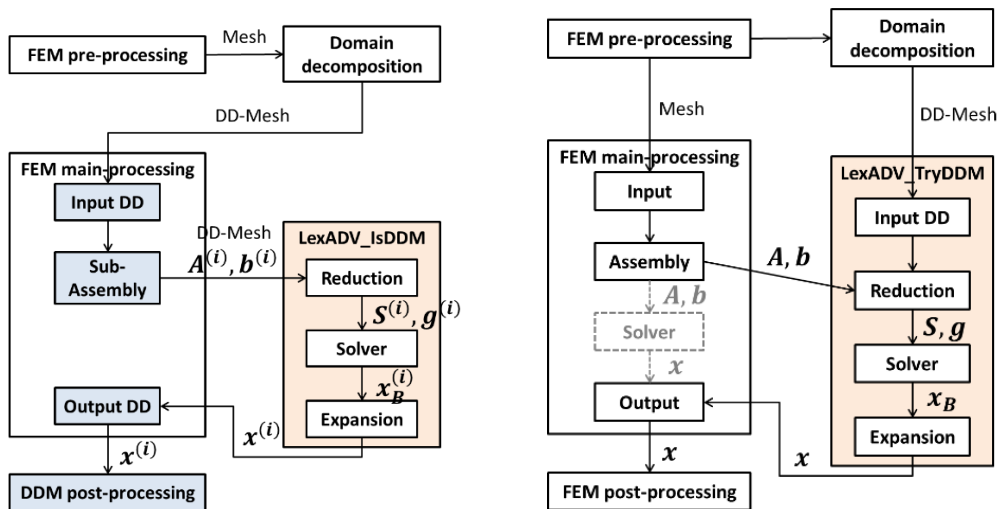 FEM pre-processing
Mesh
Domain
decomposition
DD-Mesh
FEM main-processing
Input DD
DD-Mesh
Sub-
Assembly
A^(i), b^(i)
LexADV_IsDDM
Reduction
S^(i), g^(i)
Solver
x_B^(i)
Expansion
Output DD
x^(i)
x^(i)
DDM post-processing
FEM pre-processing
Domain
decomposition
Mesh
DD-Mesh
FEM main-processing
Input
Assembly
A, b
A, b
Solver
x
Output
x
FEM post-processing
LexADV_TryDDM
Input DD
Reduction
S, g
Solver
x_B
Expansion
x